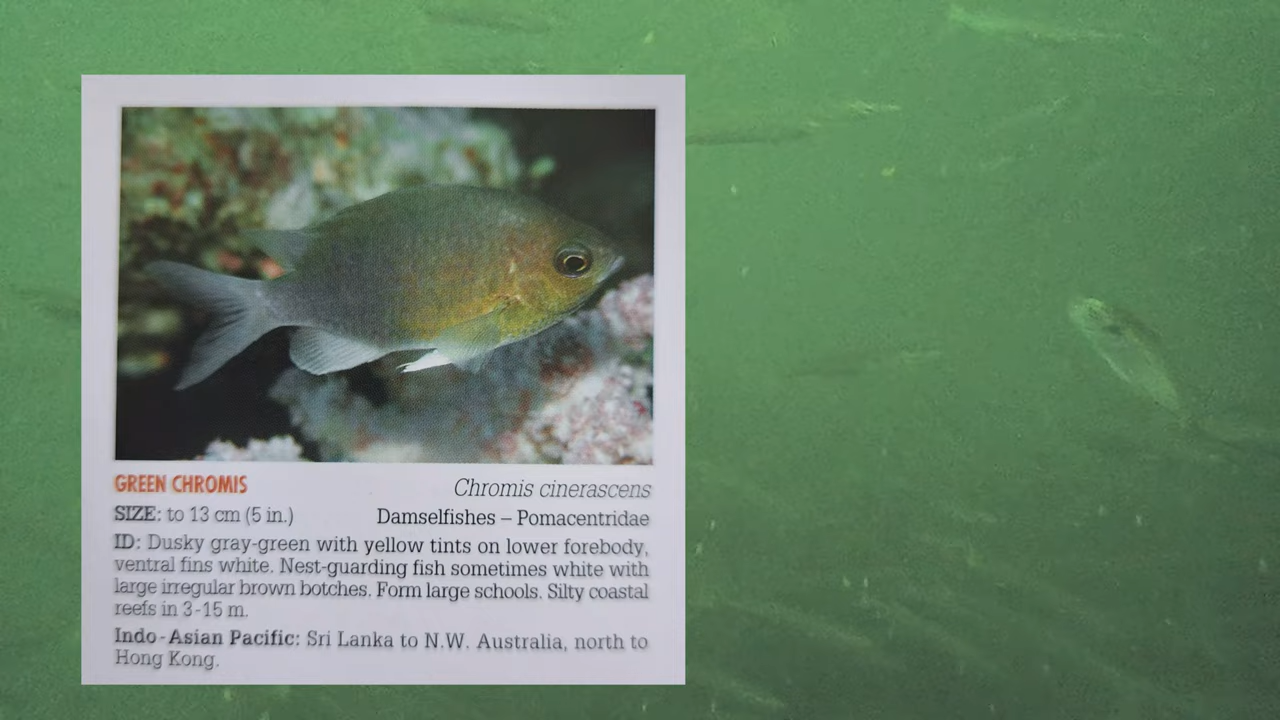 GREEN CHROMIS Chromis cinerascens
SIZE: to 13 cm (5 in.) Damselfishes – Pomacentridae
ID: Dusky gray-green with yellow tints on lower forebody,
ventral fins white. Nest-guarding fish sometimes white with
large irregular brown botches. Form large schools. Silty coastal
reefs in 3-15 m.
Indo-Asian Pacific: Sri Lanka to N.W. Australia, north to
Hong Kong.